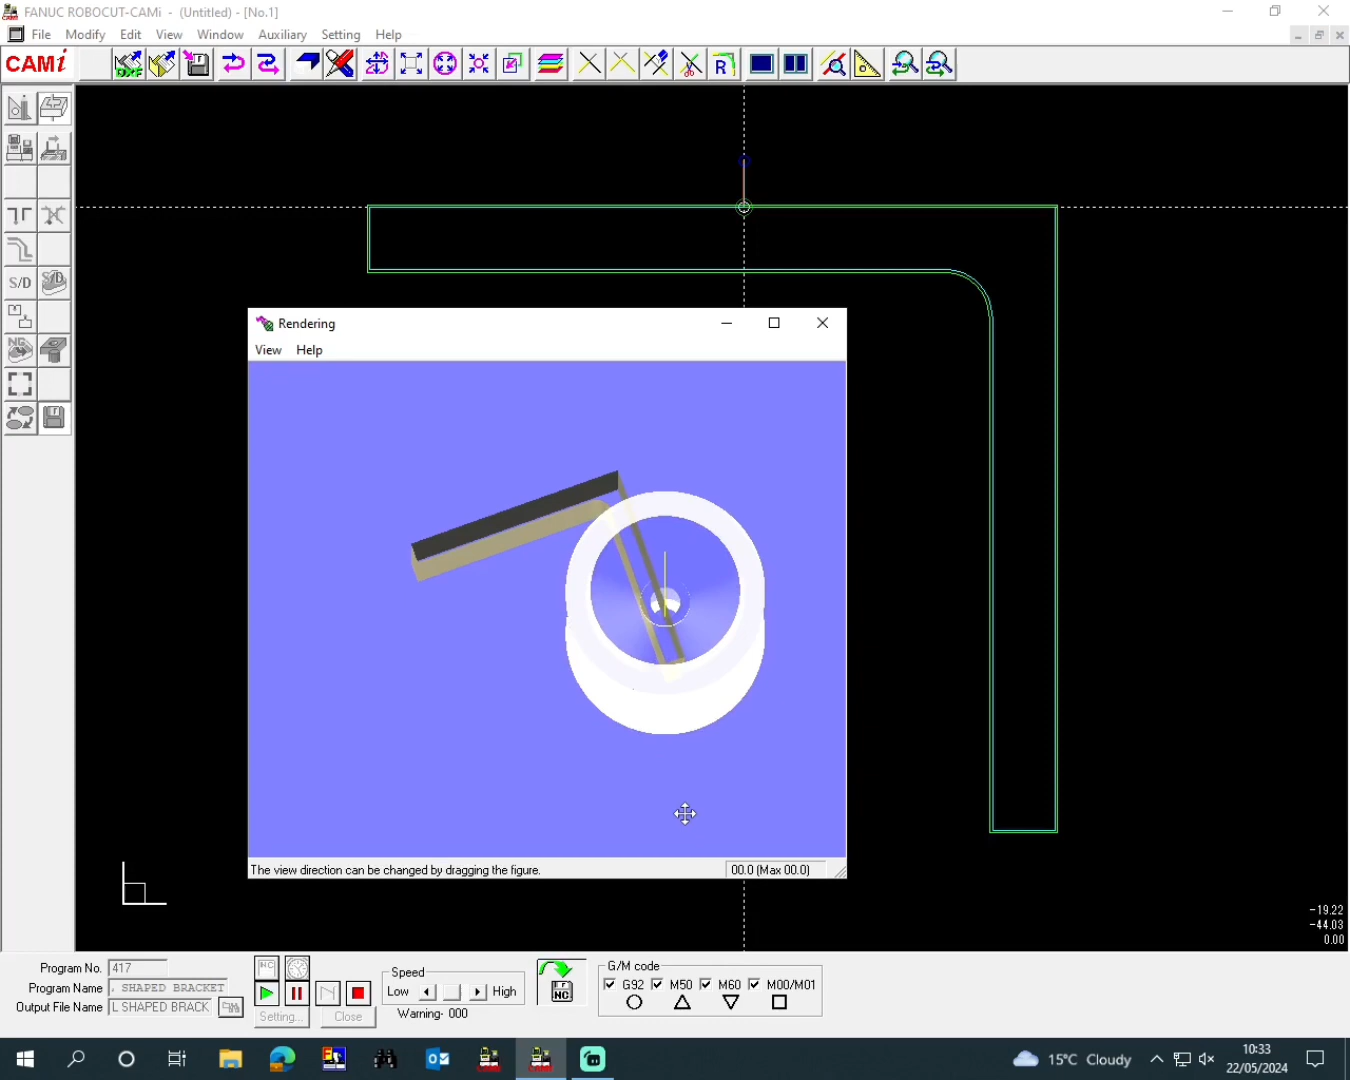 FANUC ROBOCUT-CAMi - (Untitled) - [No.1]
File Modify Edit View Window Auxiliary Setting Help
CAMi DXF R
S/D S/D
NG
Rendering
View Help
The view direction can be changed by dragging the figure. 00.0 (Max 00.0)
-19.22
-44.03
0.00
Program No. 417
Program Name SHAPED BRACKET
Output File Name L SHAPED BRACK
NC
Setting... Close
Speed
Low High
Warning- 000
NC
G/M code
G92 M50 M60 M00/M01
15°C Cloudy
10:33
22/05/2024